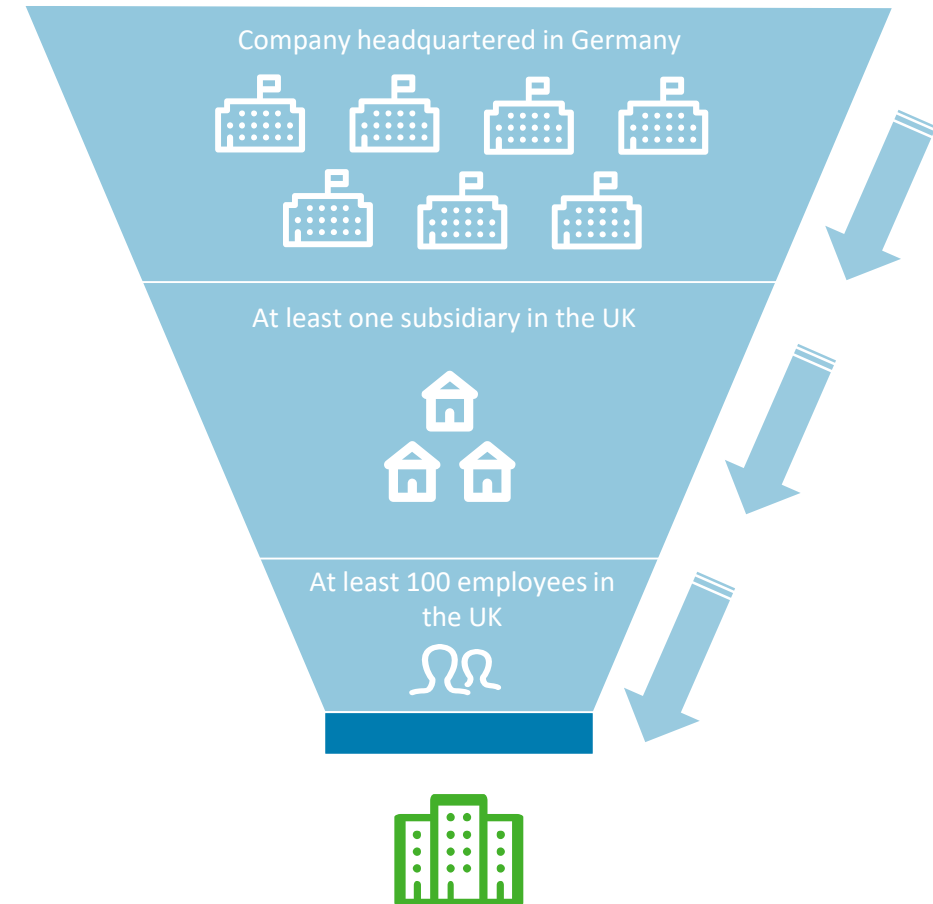 Company headquartered in Germany
At least one subsidiary in the UK
At least 100 employees in
the UK